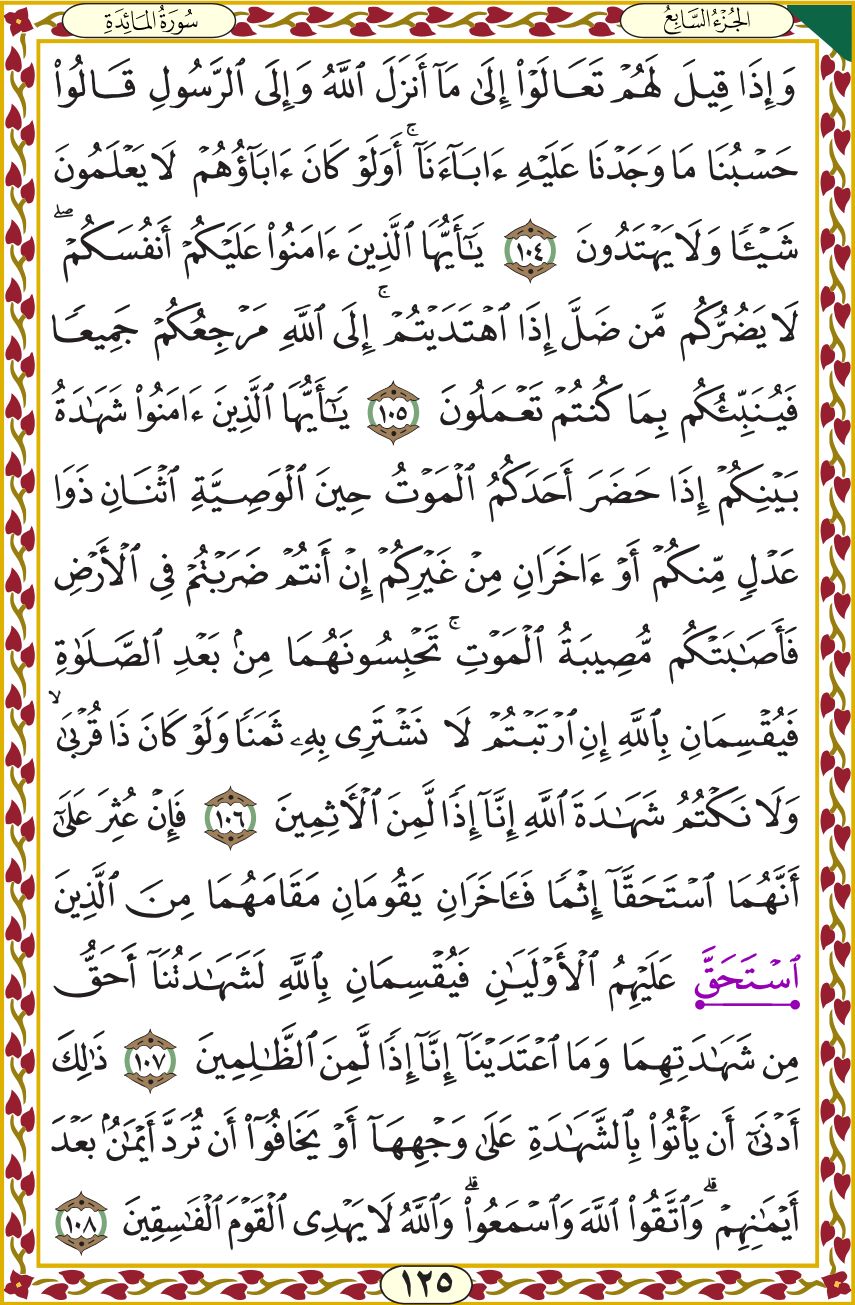 الجُزْءُ السَّابِعُ
سُورَةُ المَائِدَةِ
وَإِذَا قِيلَ لَهُمْ تَعَالَوْا۟ إِلَىٰ مَآ أَنزَلَ ٱللَّهُ وَإِلَى ٱلرَّسُولِ قَالُوا۟
حَسْبُنَا مَا وَجَدْنَا عَلَيْهِ ءَابَآءَنَآ ۚ أَوَلَوْ كَانَ ءَابَآؤُهُمْ لَا يَعْلَمُونَ
شَيْـًٔا وَلَا يَهْتَدُونَ ١٠٤ يَـٰٓأَيُّهَا ٱلَّذِينَ ءَامَنُوا۟ عَلَيْكُمْ أَنفُسَكُمْ ۖ
لَا يَضُرُّكُم مَّن ضَلَّ إِذَا ٱهْتَدَيْتُمْ ۚ إِلَى ٱللَّهِ مَرْجِعُكُمْ جَمِيعًا
فَيُنَبِّئُكُم بِمَا كُنتُمْ تَعْمَلُونَ ١٠٥ يَـٰٓأَيُّهَا ٱلَّذِينَ ءَامَنُوا۟ شَهَـٰدَةُ
بَيْنِكُمْ إِذَا حَضَرَ أَحَدَكُمُ ٱلْمَوْتُ حِينَ ٱلْوَصِيَّةِ ٱثْنَانِ ذَوَا
عَدْلٍ مِّنكُمْ أَوْ ءَاخَرَانِ مِنْ غَيْرِكُمْ إِنْ أَنتُمْ ضَرَبْتُمْ فِى ٱلْأَرْضِ
فَأَصَـٰبَتْكُم مُّصِيبَةُ ٱلْمَوْتِ ۚ تَحْبِسُونَهُمَا مِنۢ بَعْدِ ٱلصَّلَوٰةِ
فَيُقْسِمَانِ بِٱللَّهِ إِنِ ٱرْتَبْتُمْ لَا نَشْتَرِى بِهِۦ ثَمَنًا وَلَوْ كَانَ ذَا قُرْبَىٰ ۙ
وَلَا نَكْتُمُ شَهَـٰدَةَ ٱللَّهِ إِنَّآ إِذًا لَّمِنَ ٱلْـَٔاثِمِينَ ١٠٦ فَإِنْ عُثِرَ عَلَىٰٓ
أَنَّهُمَا ٱسْتَحَقَّآ إِثْمًا فَـَٔاخَرَانِ يَقُومَانِ مَقَامَهُمَا مِنَ ٱلَّذِينَ
ٱسْتَحَقَّ عَلَيْهِمُ ٱلْأَوْلَيَـٰنِ فَيُقْسِمَانِ بِٱللَّهِ لَشَهَـٰدَتُنَآ أَحَقُّ
مِن شَهَـٰدَتِهِمَا وَمَا ٱعْتَدَيْنَآ إِنَّآ إِذًا لَّمِنَ ٱلظَّـٰلِمِينَ ١٠٧ ذَٰلِكَ
أَدْنَىٰٓ أَن يَأْتُوا۟ بِٱلشَّهَـٰدَةِ عَلَىٰ وَجْهِهَآ أَوْ يَخَافُوٓا۟ أَن تُرَدَّ أَيْمَـٰنٌۢ بَعْدَ
أَيْمَـٰنِهِمْ ۗ وَٱتَّقُوا۟ ٱللَّهَ وَٱسْمَعُوا۟ ۗ وَٱللَّهُ لَا يَهْدِى ٱلْقَوْمَ ٱلْفَـٰسِقِينَ ١٠٨
١٢٥